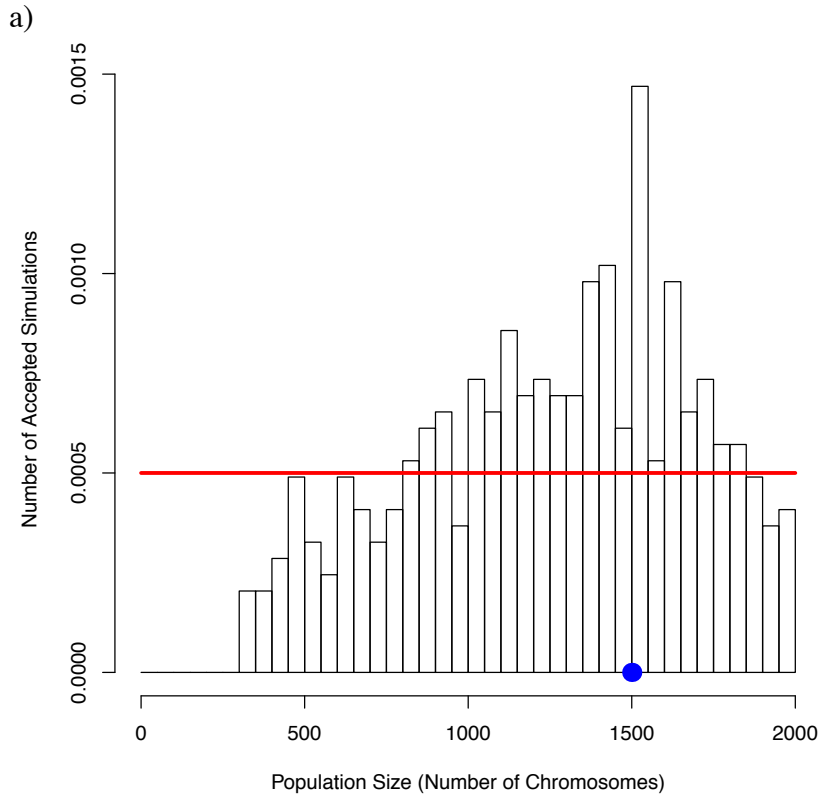 a)
0.0015
0.0010
0.0005
0.0000
Number of Accepted Simulations
0 500 1000 1500 2000
Population Size (Number of Chromosomes)